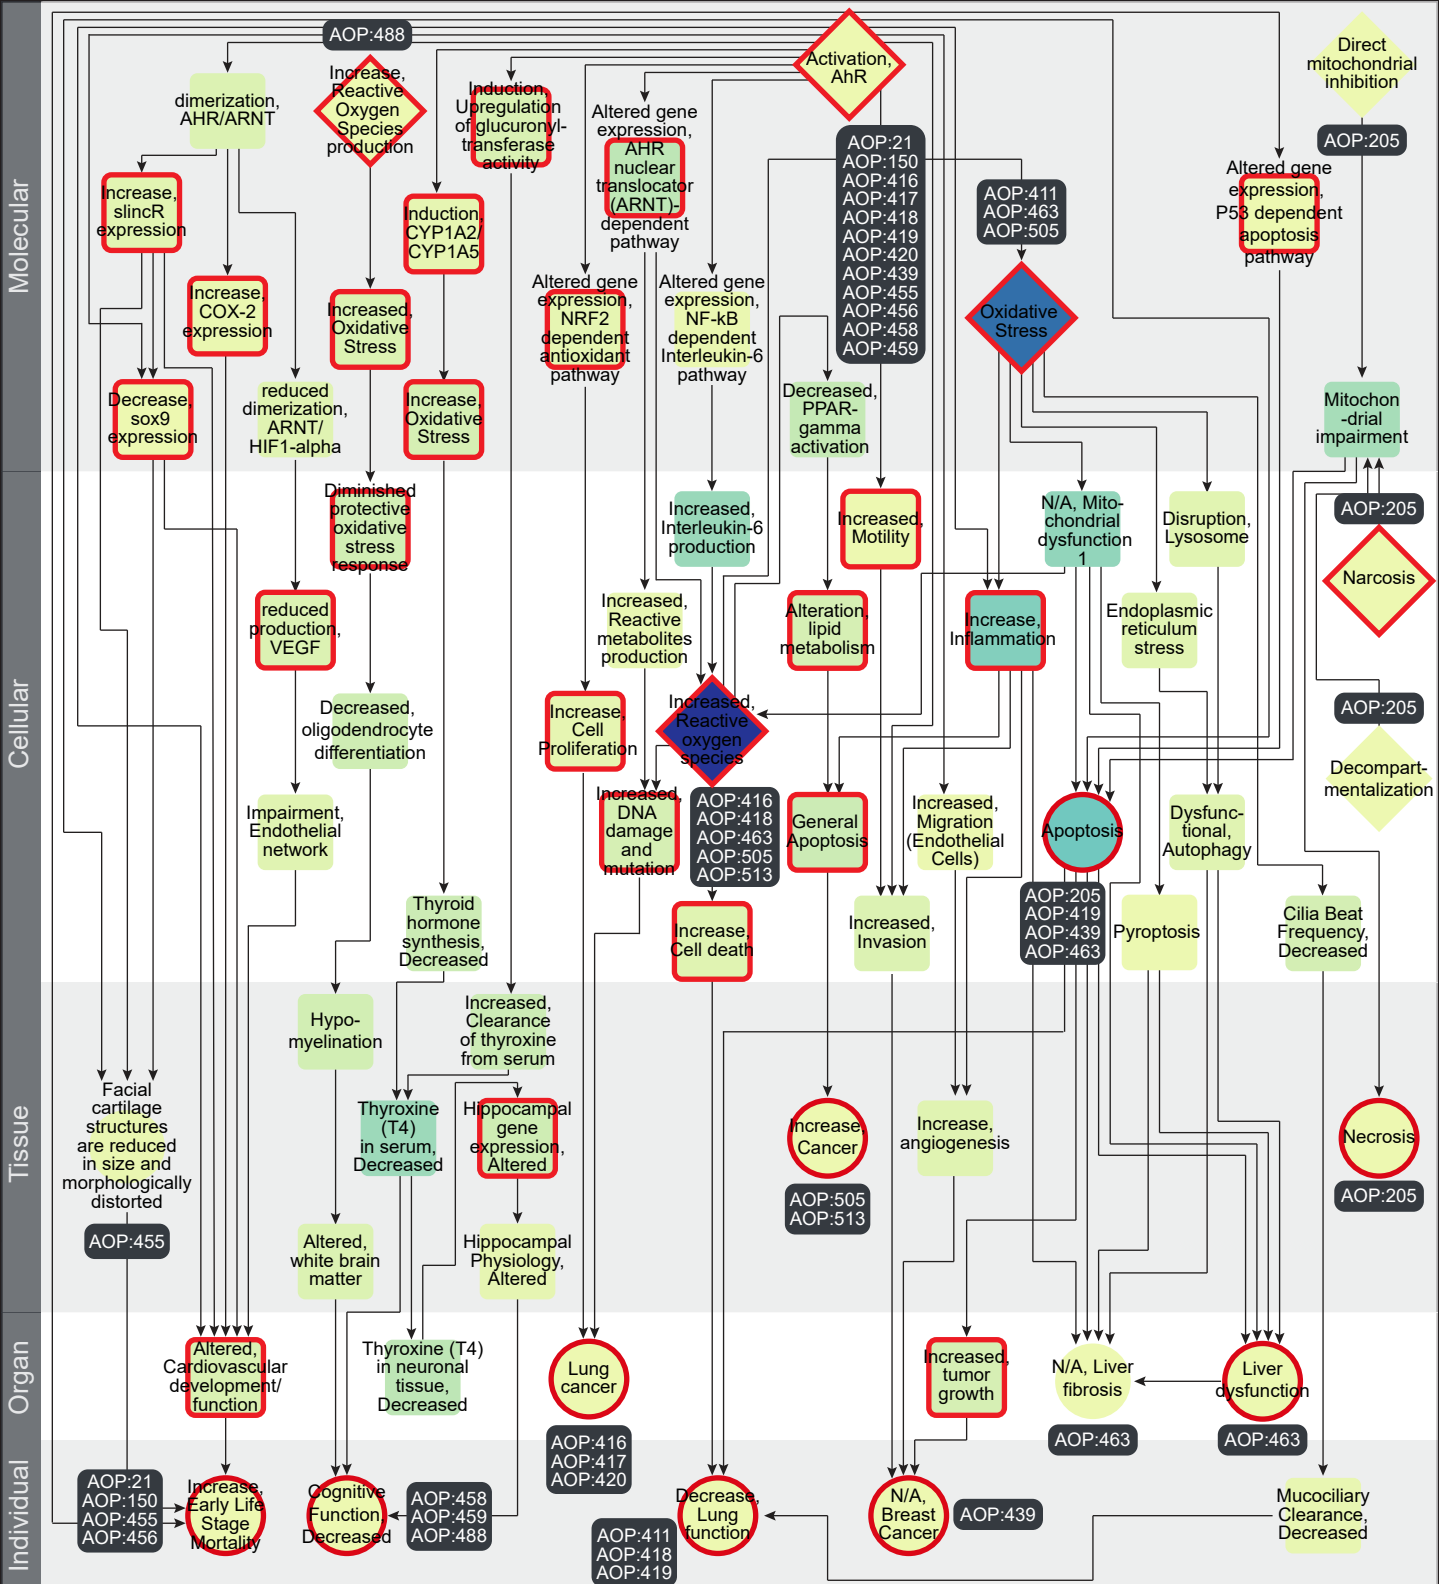 Molecular
Cellular
Tissue
Organ
Individual
AOP:488
Activation,
AhR
Direct
mitochondrial
inhibition
AOP:205
dimerization,
AHR/ARNT
Increase,
Reactive
Oxygen
Species
production
Induction,
Upregulation
of glucuronyl-
transferase
activity
Altered gene
expression,
AHR
nuclear
translocator
(ARNT)-
dependent
pathway
AOP:21
AOP:150
AOP:416
AOP:417
AOP:418
AOP:419
AOP:420
AOP:439
AOP:455
AOP:456
AOP:458
AOP:459
AOP:411
AOP:463
AOP:505
Altered gene
expression,
P53 dependent
apoptosis
pathway
Increase,
slincR
expression
Induction,
CYP1A2/
CYP1A5
Increase,
COX-2
expression
Increased,
Oxidative
Stress
Altered gene
expression,
NRF2
dependent
antioxidant
pathway
Altered gene
expression,
NF-kB
dependent
Interleukin-6
pathway
Oxidative
Stress
Decrease,
sox9
expression
reduced
dimerization,
ARNT/
HIF1-alpha
Increase,
Oxidative
Stress
Decreased,
PPAR-
gamma
activation
Mitochon
-drial
impairment
Diminished
protective
oxidative
stress
response
Increased,
Interleukin-6
production
Increased,
Motility
N/A, Mito-
chondrial
dysfunction
1
Disruption,
Lysosome
AOP:205
Narcosis
reduced
production,
VEGF
Increased,
Reactive
metabolites
production
Alteration,
lipid
metabolism
Increase,
Inflammation
Endoplasmic
reticulum
stress
Decreased,
oligodendrocyte
differentiation
Increase,
Cell
Proliferation
Increased,
Reactive
oxygen
species
AOP:205
Decompart-
mentalization
Impairment,
Endothelial
network
Increased,
DNA
damage
and
mutation
AOP:416
AOP:418
AOP:463
AOP:505
AOP:513
General
Apoptosis
Increased,
Migration
(Endothelial
Cells)
Apoptosis
Dysfunc-
tional,
Autophagy
Thyroid
hormone
synthesis,
Decreased
Increase,
Cell death
Increased,
Invasion
AOP:205
AOP:419
AOP:439
AOP:463
Pyroptosis
Cilia Beat
Frequency,
Decreased
Hypo-
myelination
Increased,
Clearance
of thyroxine
from serum
Facial
cartilage
structures
are reduced
in size and
morphologically
distorted
AOP:455
Thyroxine
(T4)
in serum,
Decreased
Hippocampal
gene
expression,
Altered
Increase,
Cancer
AOP:505
AOP:513
Increase,
angiogenesis
Necrosis
AOP:205
Altered,
white brain
matter
Hippocampal
Physiology,
Altered
Altered,
Cardiovascular
development/
function
Thyroxine (T4)
in neuronal
tissue,
Decreased
Lung
cancer
AOP:416
AOP:417
AOP:420
Increased,
tumor
growth
N/A, Liver
fibrosis
AOP:463
Liver
dysfunction
AOP:463
AOP:21
AOP:150
AOP:455
AOP:456
Increase,
Early Life
Stage
Mortality
Cognitive
Function,
Decreased
AOP:458
AOP:459
AOP:488
AOP:411
AOP:418
AOP:419
Decrease,
Lung
function
N/A,
Breast
Cancer
AOP:439
Mucociliary
Clearance,
Decreased